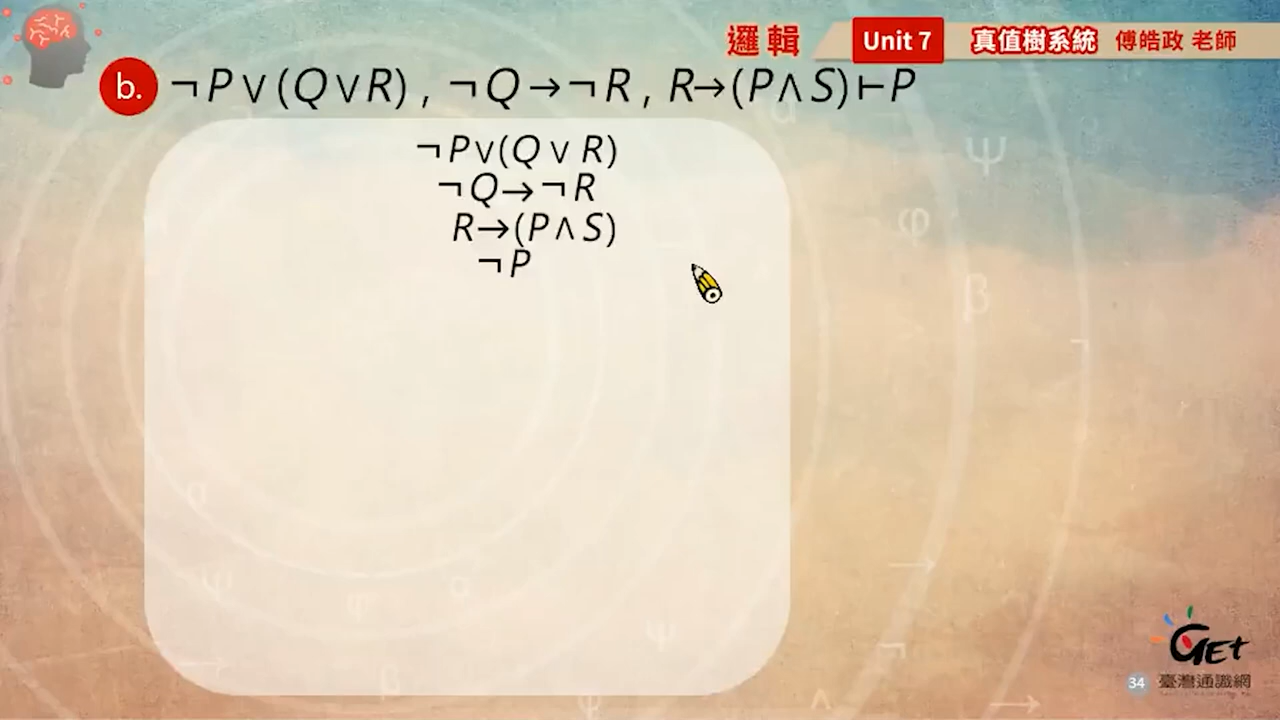 邏輯 Unit 7 真值樹系統 傅皓政 老師
b. ¬P∨(Q∨R) , ¬Q→¬R , R→(P∧S)⊢P
¬P∨(Q∨R)
¬Q→¬R
R→(P∧S)
¬P
GET
34 臺灣通識網